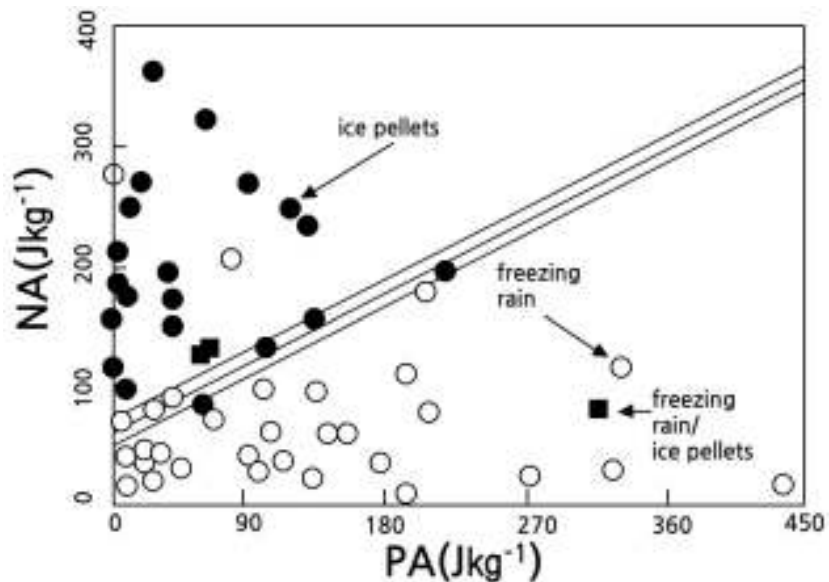 400
300
200
100
0
NA(Jkg⁻¹)
ice pellets
freezing
rain
freezing
rain/
ice pellets
0 90 180 270 360 450
PA(Jkg⁻¹)